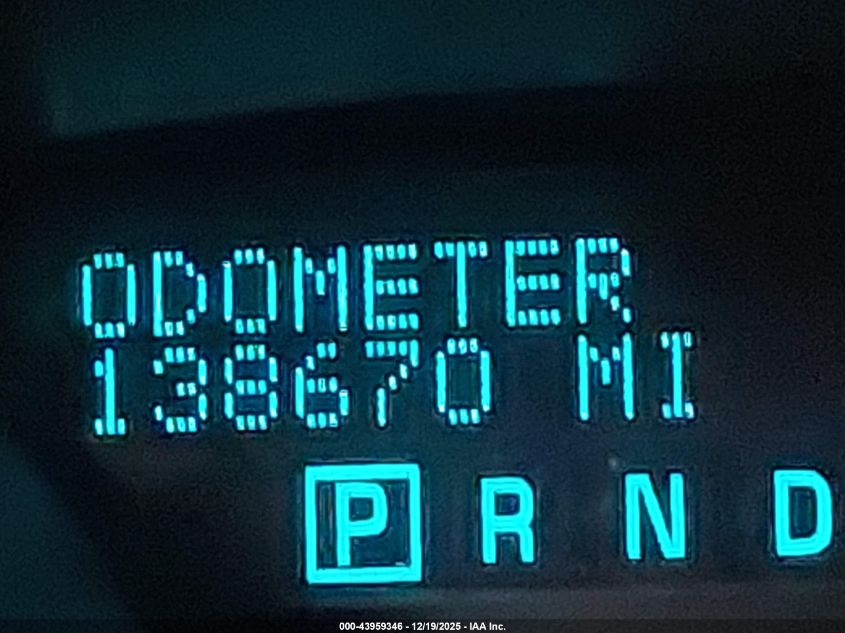 ODOMETER
138670 MI
P R N D
000-43959346 - 12/19/2025 - IAA Inc.